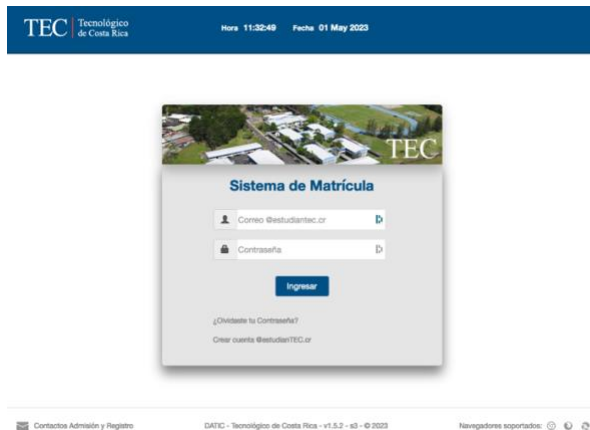 TEC Tecnológico
de Costa Rica
Hora 11:32:49 Fecha 01 May 2023
TEC
Sistema de Matrícula
Correo @estudiantec.cr
Contraseña
Ingresar
¿Olvidaste tu Contraseña?
Crear cuenta @estudianTEC.cr
Contactos Admisión y Registro
DATIC - Tecnológico de Costa Rica - v1.5.2 - s3 - © 2023
Navegadores soportados: